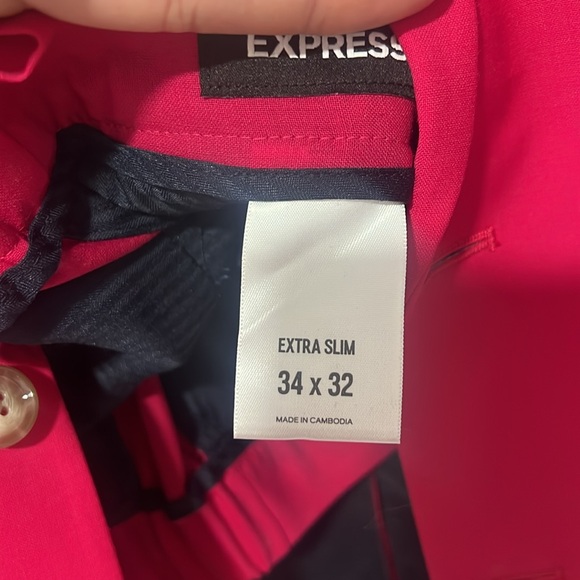 EXPRESS
EXTRA SLIM
34 x 32
MADE IN CAMBODIA